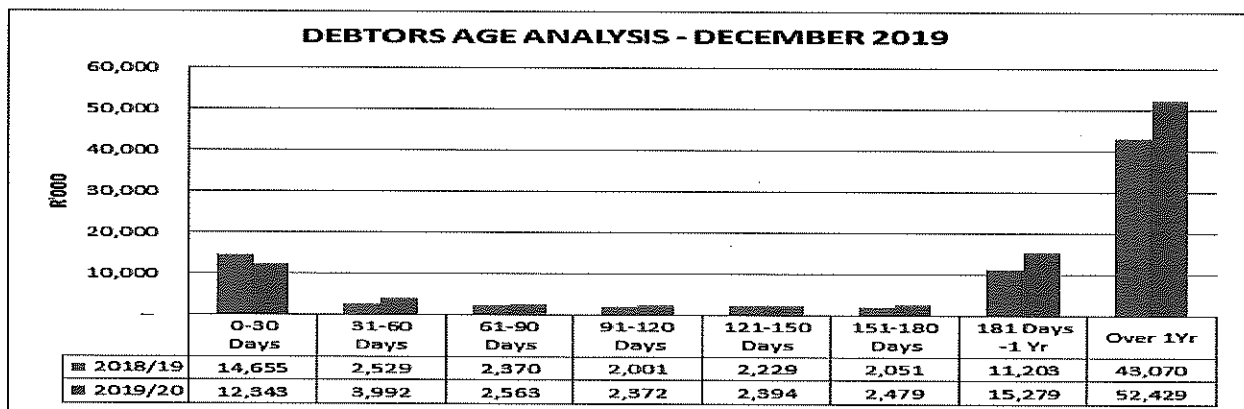 DEBTORS AGE ANALYSIS - DECEMBER 2019
60,000
50,000
40,000
30,000
20,000
10,000
–
R'000
0-30 Days 31-60 Days 61-90 Days 91-120 Days 121-150 Days 151-180 Days 181 Days -1 Yr Over 1Yr
2018/19 14,655 2,529 2,370 2,001 2,229 2,051 11,203 43,070
2019/20 12,343 3,992 2,563 2,372 2,394 2,479 15,279 52,429